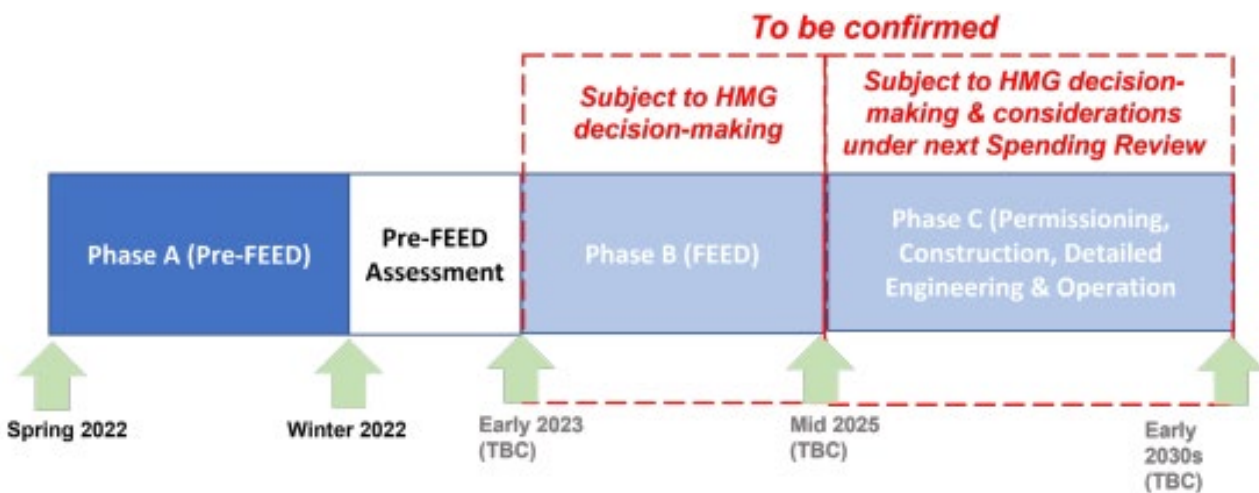 To be confirmed
Subject to HMG
decision-making
Subject to HMG decision-
making & considerations
under next Spending Review
Phase A (Pre-FEED)
Pre-FEED
Assessment
Phase B (FEED)
Phase C (Permissioning,
Construction, Detailed
Engineering & Operation
Spring 2022
Winter 2022
Early 2023
(TBC)
Mid 2025
(TBC)
Early
2030s
(TBC)